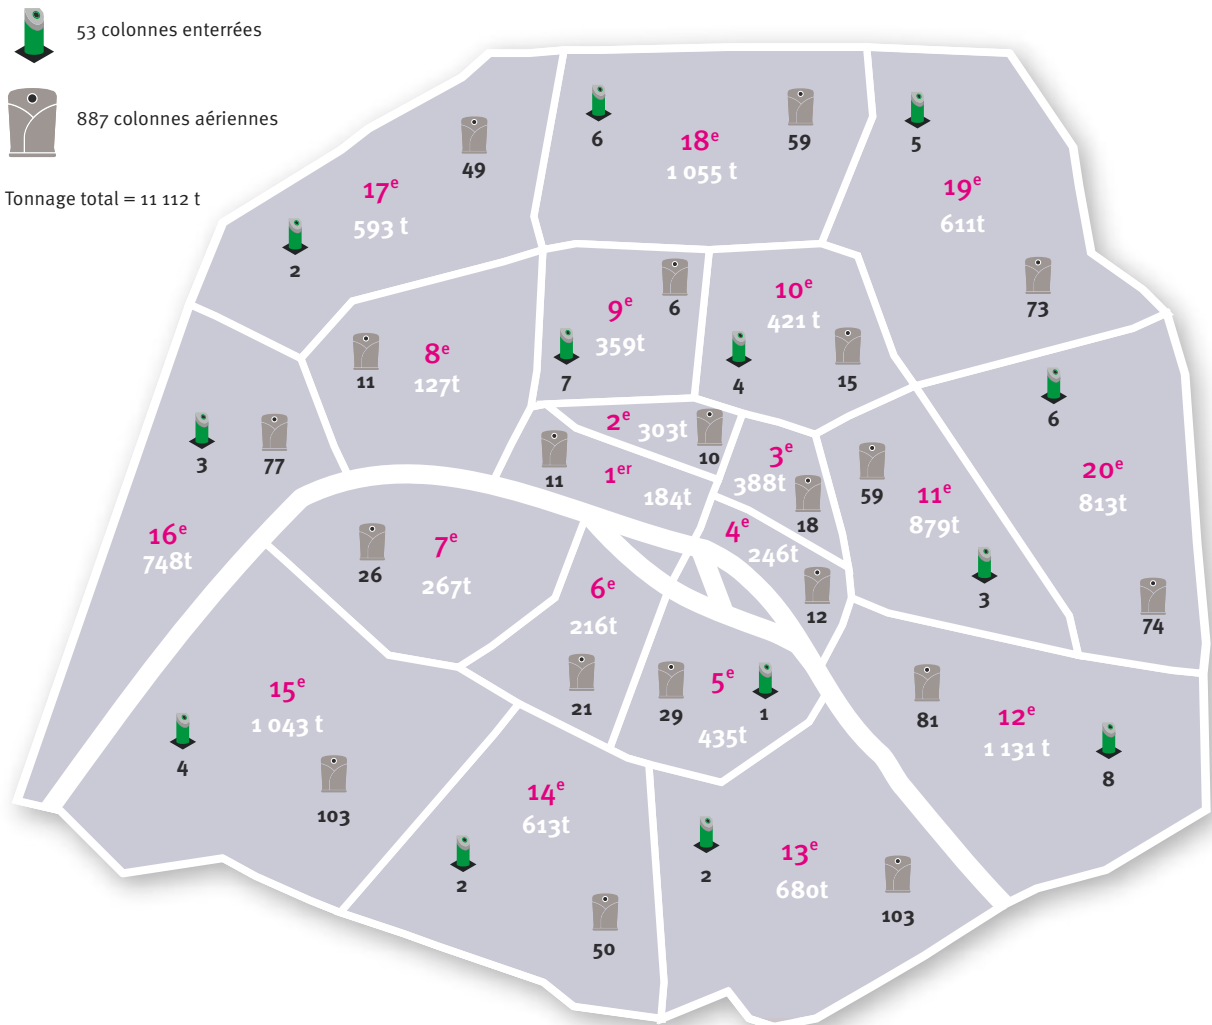 53 colonnes enterrées
887 colonnes aériennes
Tonnage total = 11 112 t
6
18e
1 055 t
59
5
19e
611t
73
49
17e
593 t
2
9e
359t
6
7
10e
421 t
4
15
8e
127t
11
6
20e
813t
74
2e
303t
10
11
1er
184t
3e
388t
18
59
11e
879t
3
3
77
16e
748t
4e
246t
12
26
7e
267t
6e
216t
21
29
5e
435t
1
81
12e
1 131 t
8
15e
1 043 t
4
103
14e
613t
2
50
2
13e
680t
103